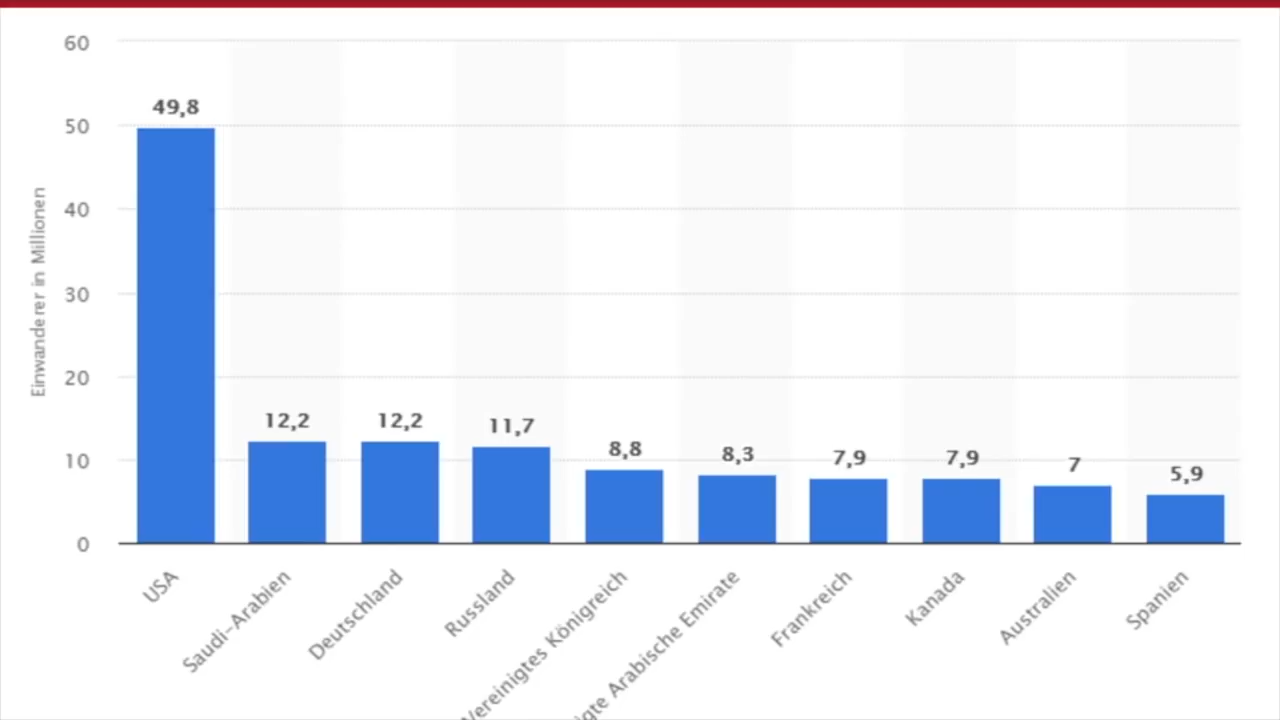 Einwanderer in Millionen
60
50
40
30
20
10
0
49,8
12,2
12,2
11,7
8,8
8,3
7,9
7,9
7
5,9
USA
Saudi-Arabien
Deutschland
Russland
Vereinigtes Königreich
Arabische Emirate
Frankreich
Kanada
Australien
Spanien